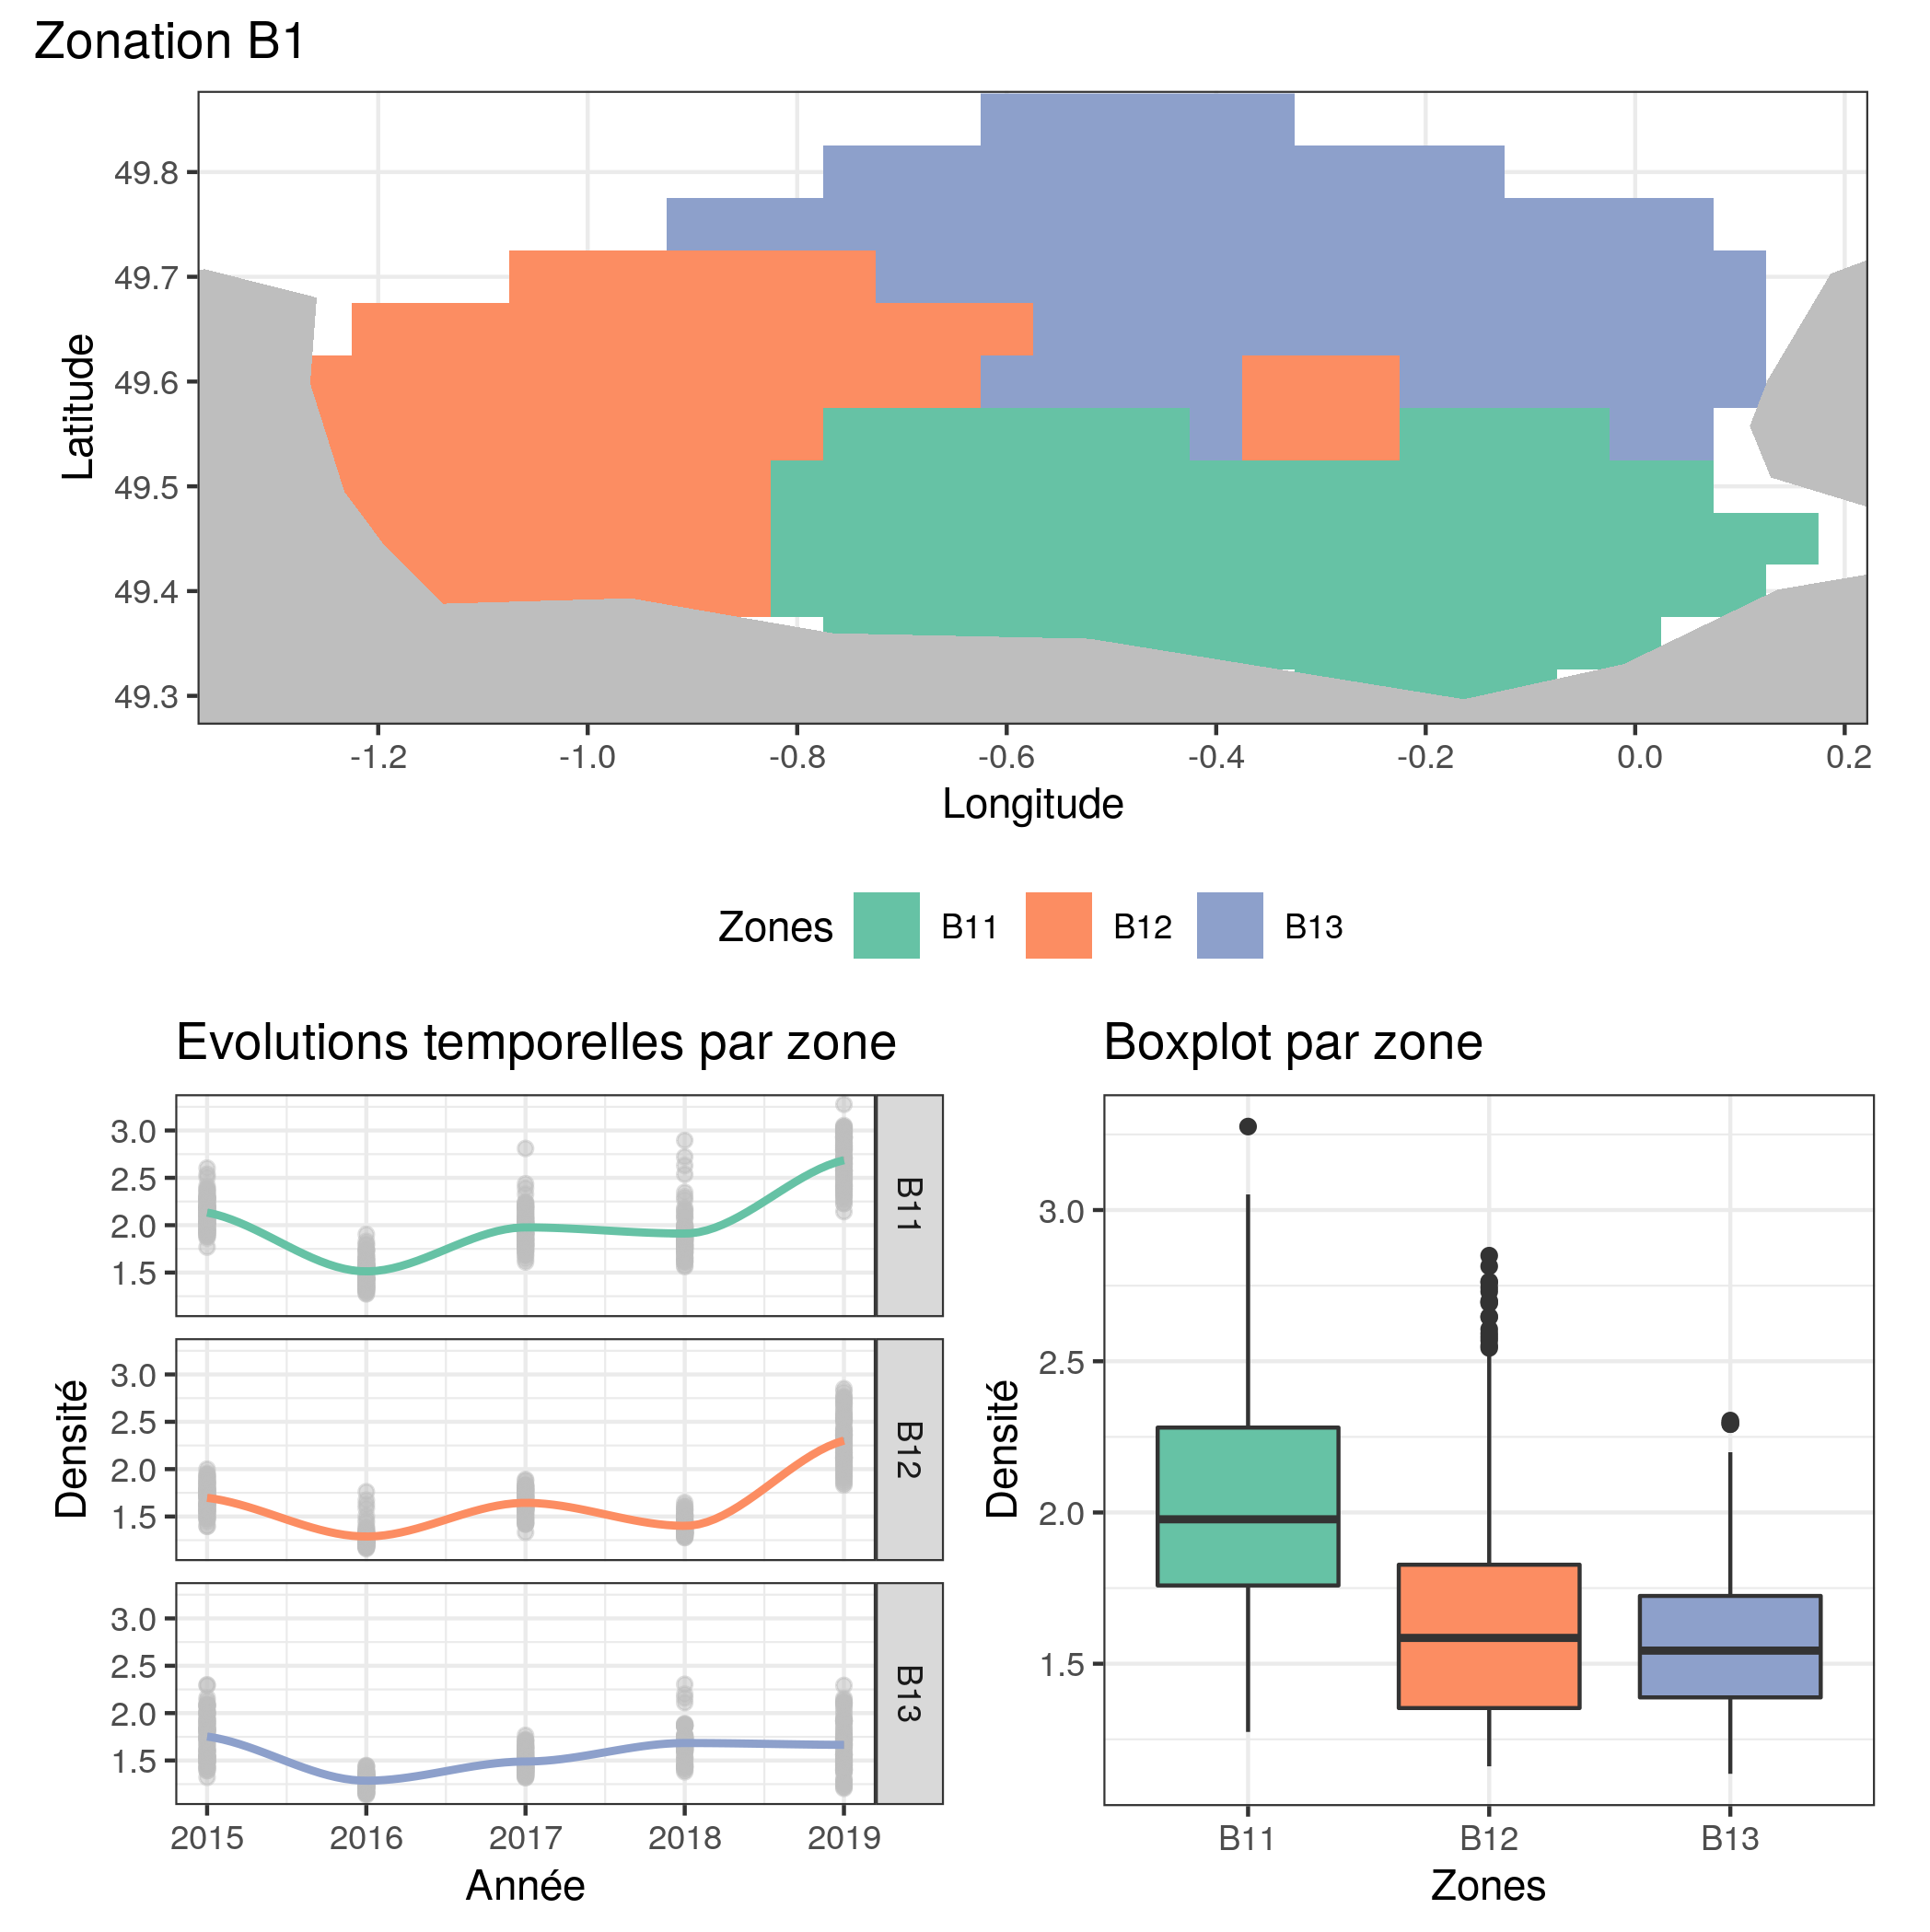 Zonation B1
Latitude
49.8
49.7
49.6
49.5
49.4
49.3
-1.2 -1.0 -0.8 -0.6 -0.4 -0.2 0.0 0.2
Longitude
Zones B11 B12 B13
Evolutions temporelles par zone
Densité
3.0
2.5
2.0
1.5
B11
3.0
2.5
2.0
1.5
B12
3.0
2.5
2.0
1.5
B13
2015 2016 2017 2018 2019
Année
Boxplot par zone
Densité
3.0
2.5
2.0
1.5
B11 B12 B13
Zones